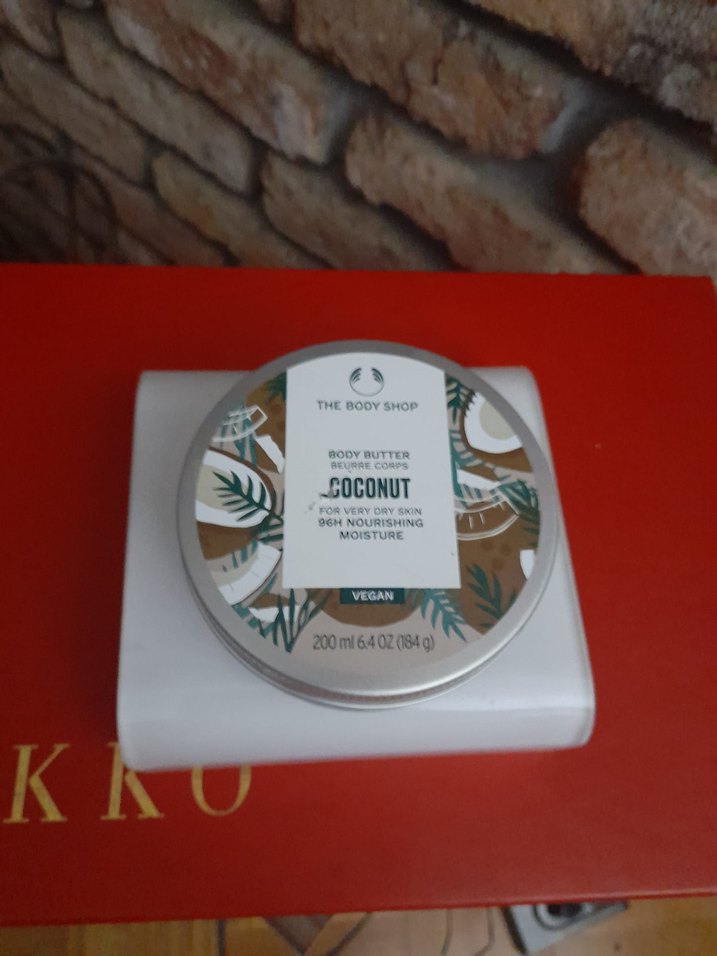 THE BODY SHOP
BODY BUTTER
BEURRE CORPS
COCONUT
FOR VERY DRY SKIN
96H NOURISHING
MOISTURE
VEGAN
200 ml 6.4 OZ (184 g)
KKO